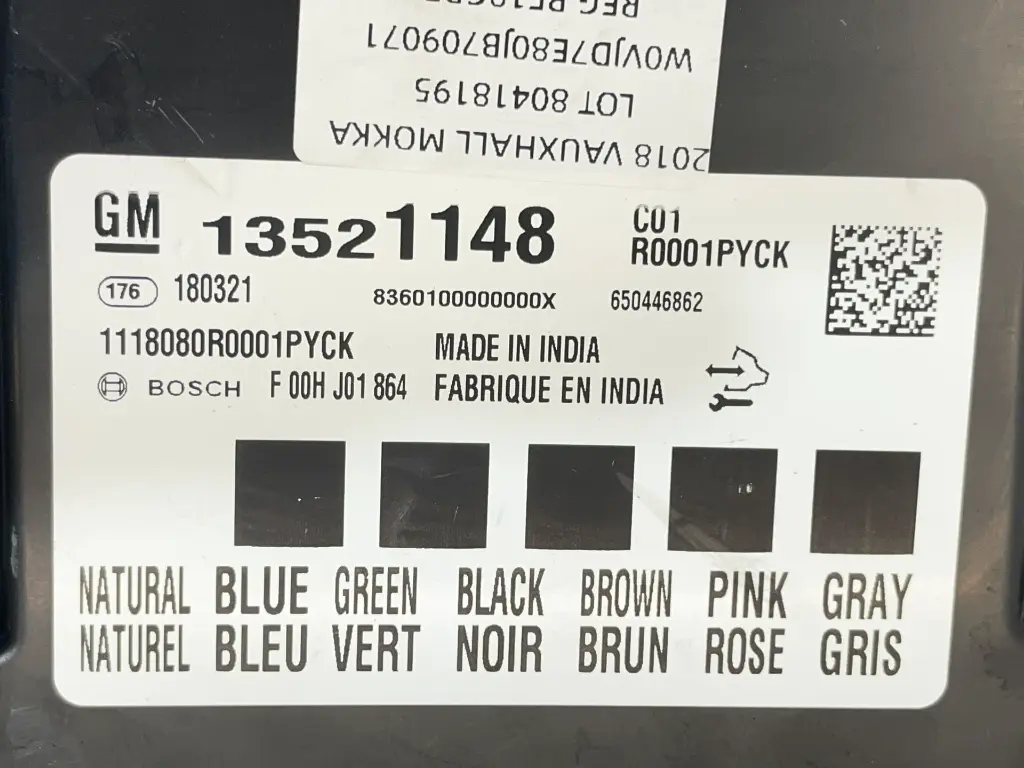 2018 VAUXHALL MOKKA
LOT 80418195
W0VJD7E80JB709071
GM 13521148 C01
R0001PYCK
176 180321 8360100000000X 650446862
1118080R0001PYCK MADE IN INDIA
BOSCH F 00H J01 864 FABRIQUE EN INDIA
NATURAL BLUE GREEN BLACK BROWN PINK GRAY
NATUREL BLEU VERT NOIR BRUN ROSE GRIS